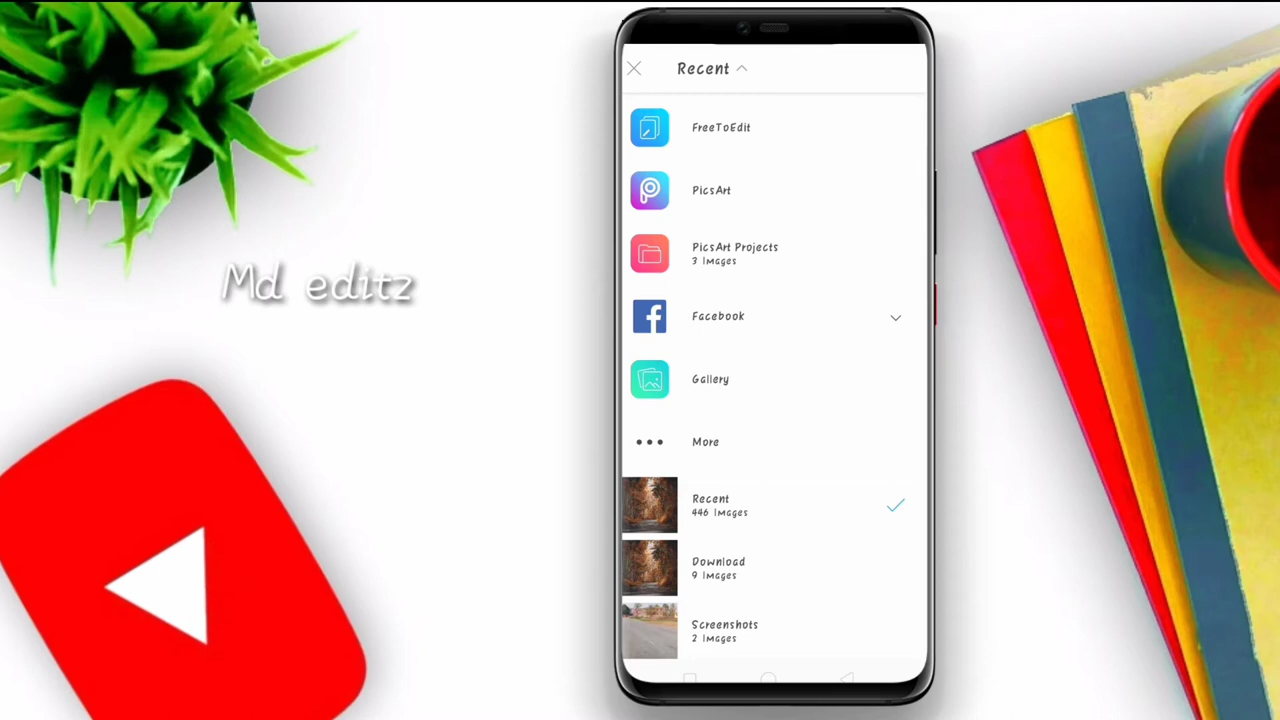 Recent
FreeToEdit
PicsArt
PicsArt Projects
3 Images
Facebook
Gallery
More
Recent
446 Images
Download
9 Images
Screenshots
2 Images
Md editz